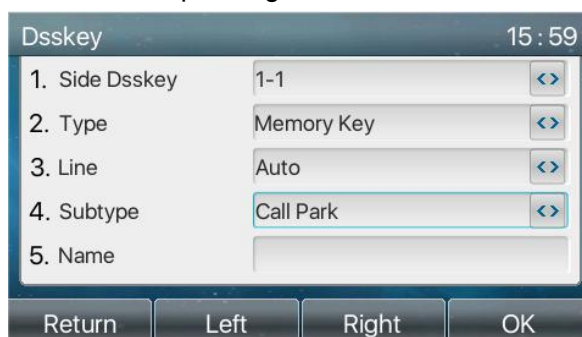 Dsskey 15:59
1. Side Dsskey 1-1 <>
2. Type Memory Key <>
3. Line Auto <>
4. Subtype Call Park <>
5. Name
Return Left Right OK